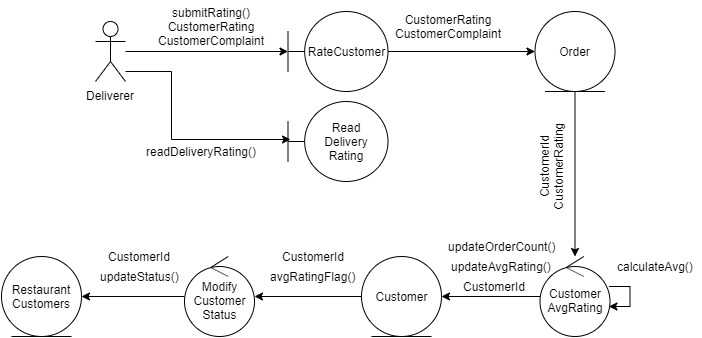 submitRating()
CustomerRating
CustomerComplaint
CustomerRating
CustomerComplaint
RateCustomer
Order
Deliverer
Read
Delivery
Rating
readDeliveryRating()
CustomerId
CustomerRating
updateOrderCount()
updateAvgRating()
CustomerId
calculateAvg()
CustomerId
avgRatingFlag()
CustomerId
updateStatus()
Restaurant
Customers
Modify
Customer
Status
Customer
Customer
AvgRating